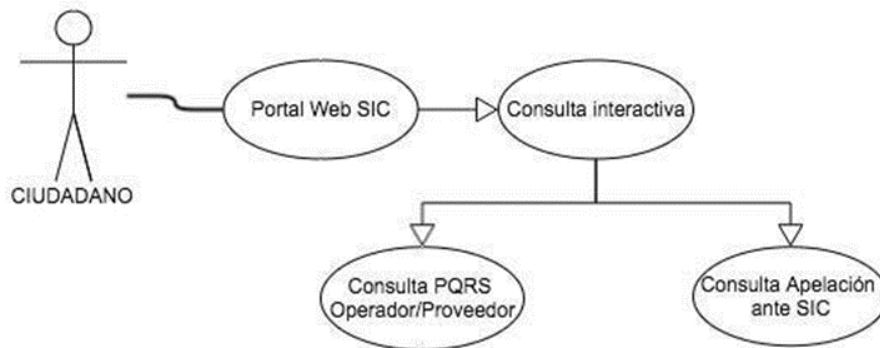 CIUDADANO
Portal Web SIC
Consulta interactiva
Consulta PQRS
Operador/Proveedor
Consulta Apelación
ante SIC